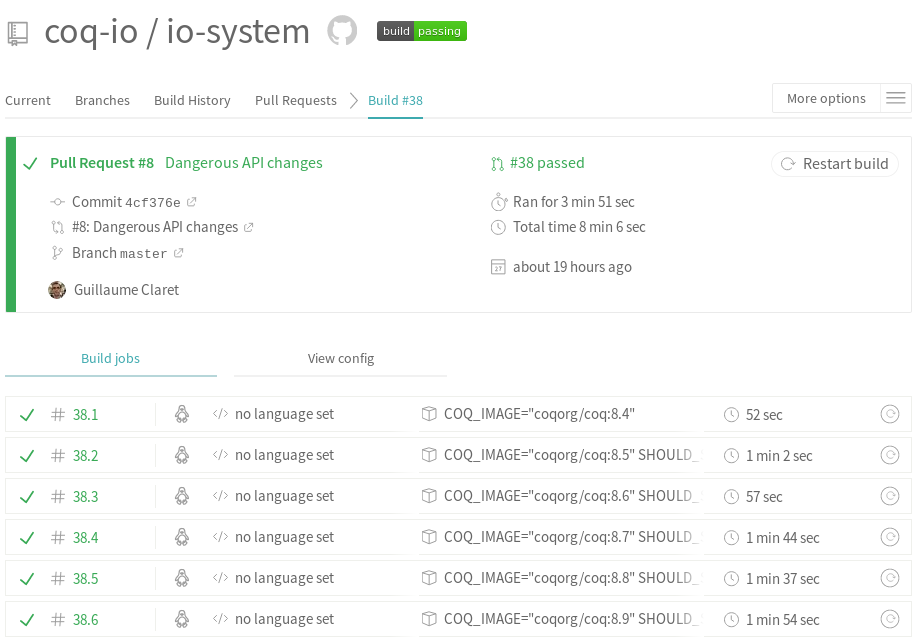 coq-io / io-system build passing
Current Branches Build History Pull Requests Build #38 More options
Pull Request #8 Dangerous API changes #38 passed Restart build
Commit 4cf376e Ran for 3 min 51 sec
#8: Dangerous API changes Total time 8 min 6 sec
Branch master
27 about 19 hours ago
Guillaume Claret
Build jobs View config
# 38.1 </> no language set COQ_IMAGE="coqorg/coq:8.4" 52 sec
# 38.2 </> no language set COQ_IMAGE="coqorg/coq:8.5" SHOULD_ 1 min 2 sec
# 38.3 </> no language set COQ_IMAGE="coqorg/coq:8.6" SHOULD_ 57 sec
# 38.4 </> no language set COQ_IMAGE="coqorg/coq:8.7" SHOULD_ 1 min 44 sec
# 38.5 </> no language set COQ_IMAGE="coqorg/coq:8.8" SHOULD_ 1 min 37 sec
# 38.6 </> no language set COQ_IMAGE="coqorg/coq:8.9" SHOULD_ 1 min 54 sec